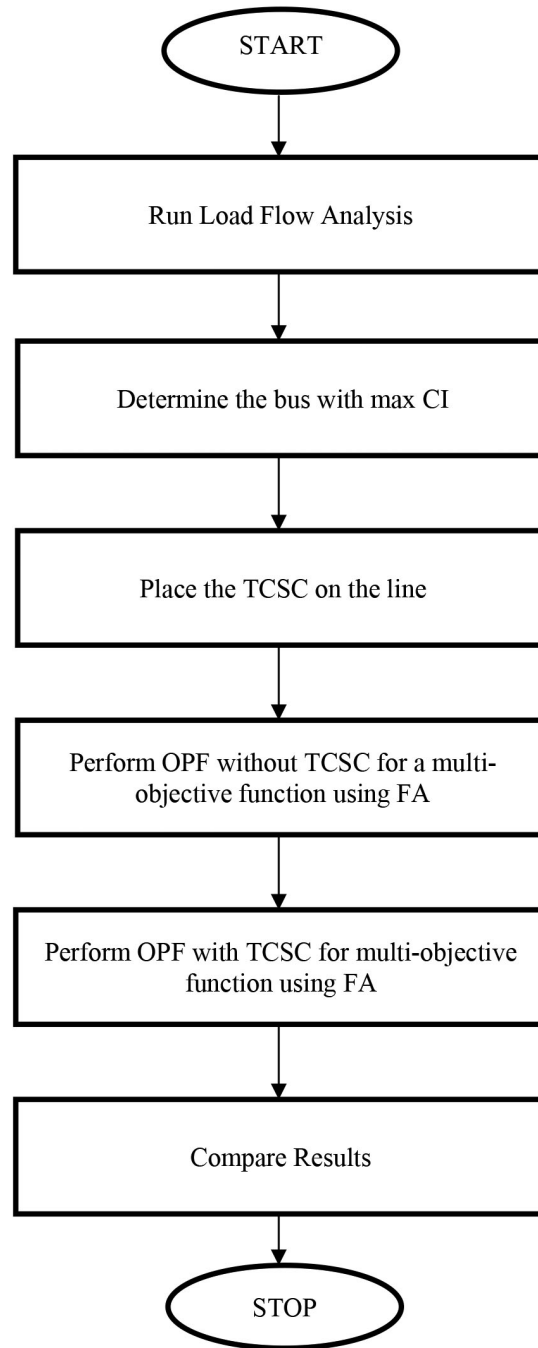 START
Run Load Flow Analysis
Determine the bus with max CI
Place the TCSC on the line
Perform OPF without TCSC for a multi-
objective function using FA
Perform OPF with TCSC for multi-objective
function using FA
Compare Results
STOP